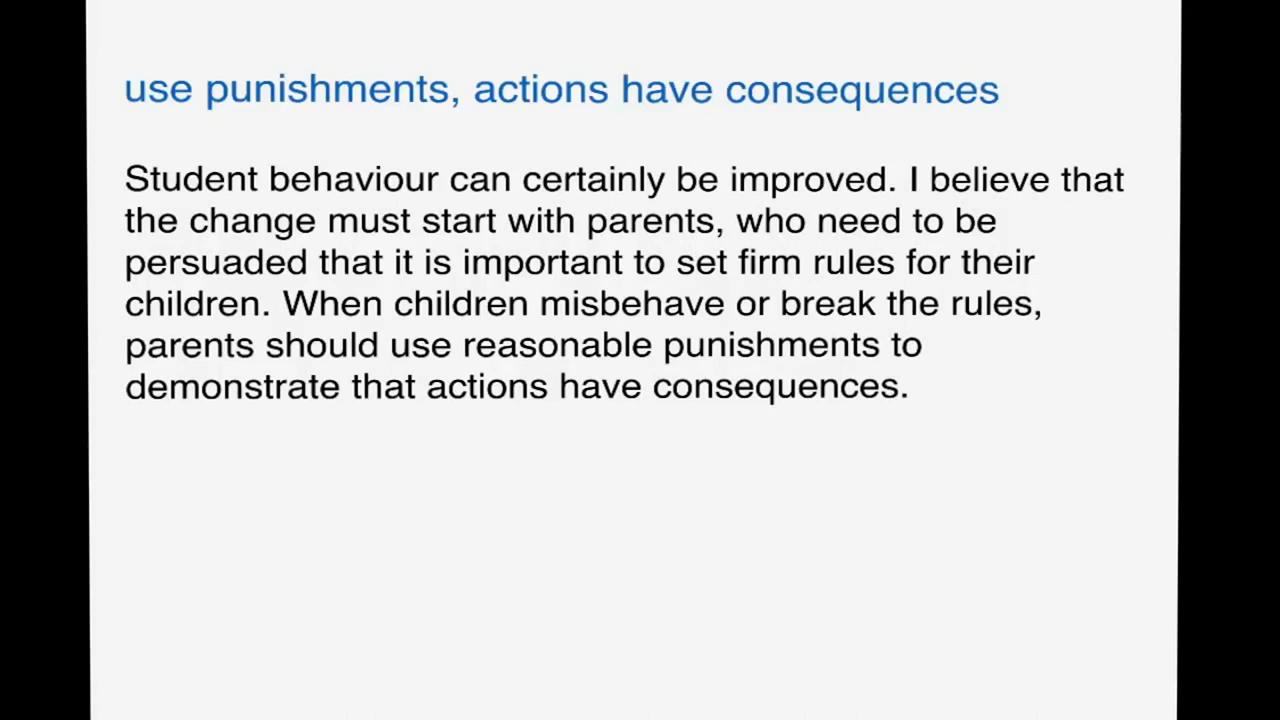 use punishments, actions have consequences
Student behaviour can certainly be improved. I believe that
the change must start with parents, who need to be
persuaded that it is important to set firm rules for their
children. When children misbehave or break the rules,
parents should use reasonable punishments to
demonstrate that actions have consequences.